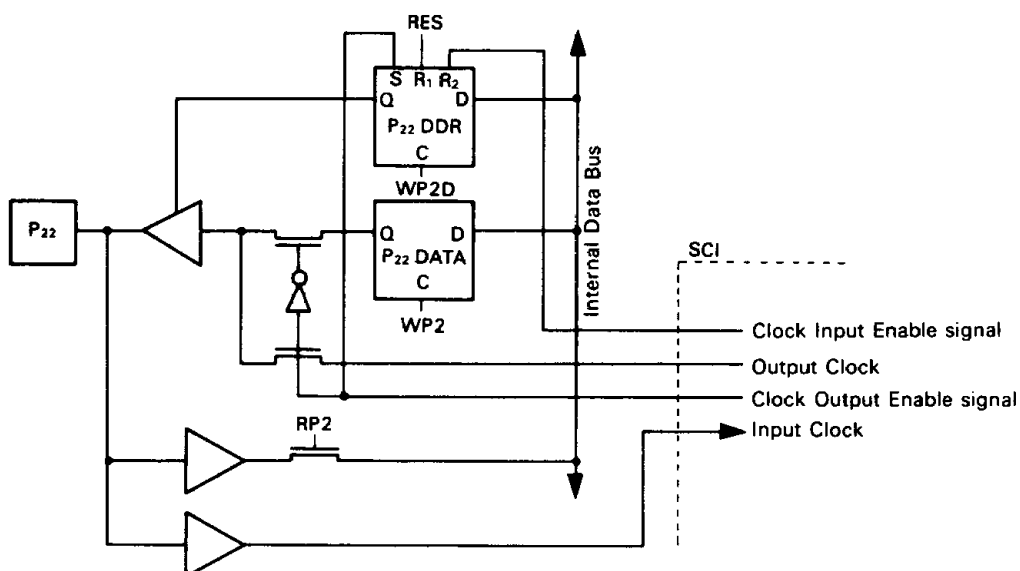 RES
S R₁ R₂
Q D
P₂₂ DDR
C
WP2D
P₂₂
Q D
P₂₂ DATA
C
WP2
Internal Data Bus
SCI
Clock Input Enable signal
Output Clock
Clock Output Enable signal
RP2
Input Clock